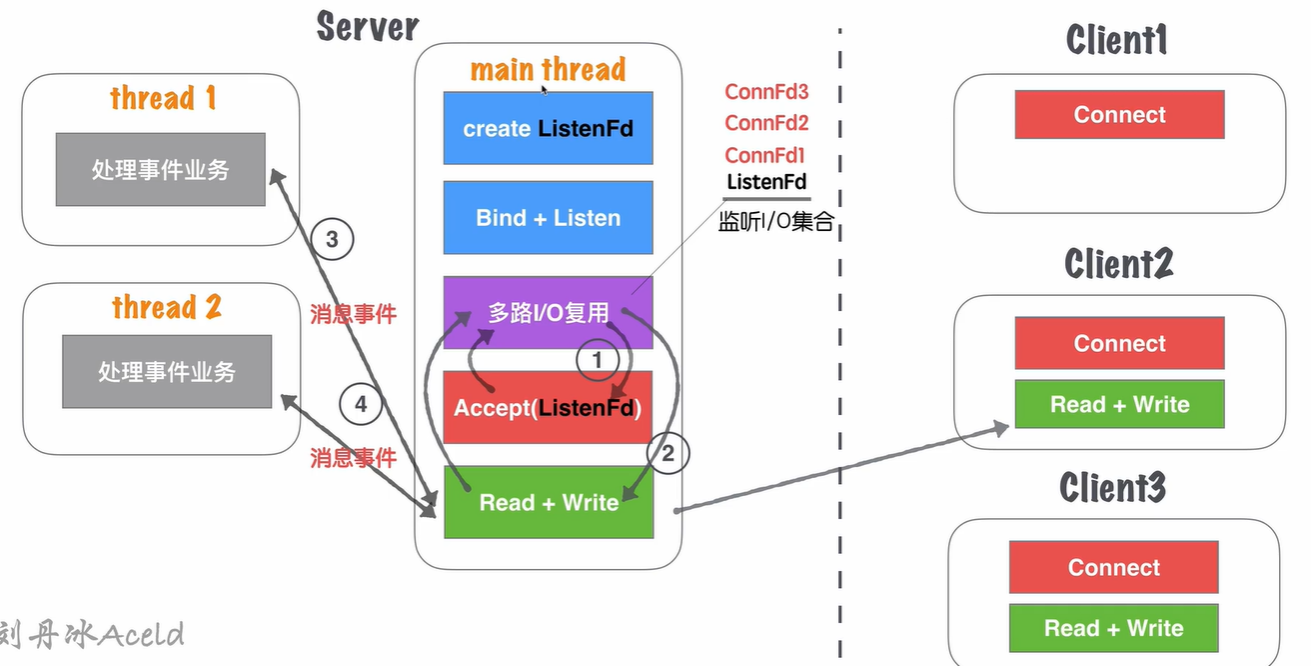 Server
thread 1
处理事件业务
thread 2
处理事件业务
③
消息事件
④
消息事件
main thread
create ListenFd
Bind + Listen
多路I/O复用
①
Accept(ListenFd)
②
Read + Write
ConnFd3
ConnFd2
ConnFd1
ListenFd
监听I/O集合
Client1
Connect
Client2
Connect
Read + Write
Client3
Connect
Read + Write
刘丹冰Aceld